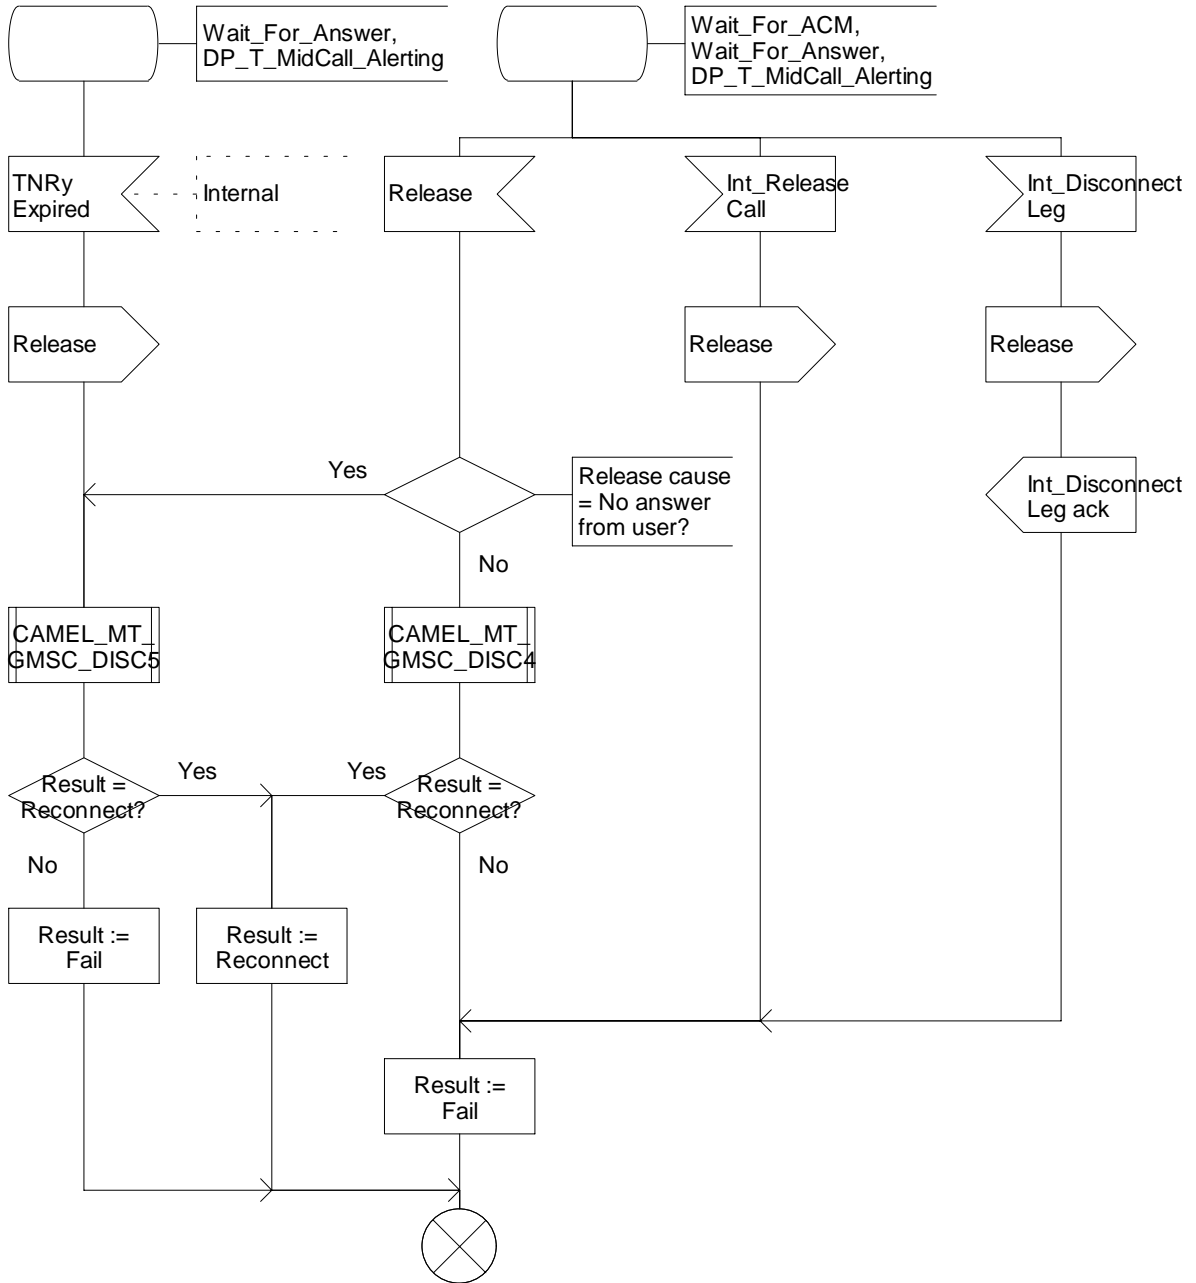 Wait_For_Answer,
DP_T_MidCall_Alerting
Wait_For_ACM,
Wait_For_Answer,
DP_T_MidCall_Alerting
TNRy
Expired
Internal
Release
Int_Release
Call
Int_Disconnect
Leg
Release
Release
Release
Yes
Release cause
= No answer
from user?
Int_Disconnect
Leg ack
No
CAMEL_MT_
GMSC_DISC5
CAMEL_MT_
GMSC_DISC4
Result =
Reconnect?
Yes
Yes
Result =
Reconnect?
No
No
Result :=
Fail
Result :=
Reconnect
Result :=
Fail